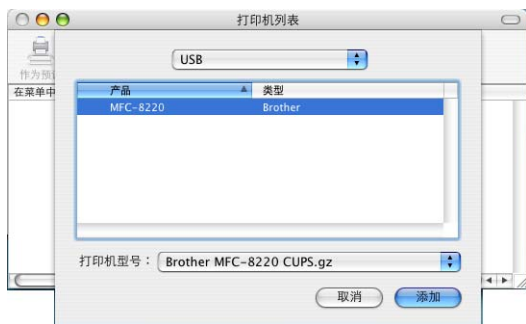 打印机列表
USB
作为预设
在菜单中
产品 类型
MFC-8220 Brother
打印机型号： Brother MFC-8220 CUPS.gz
取消 添加